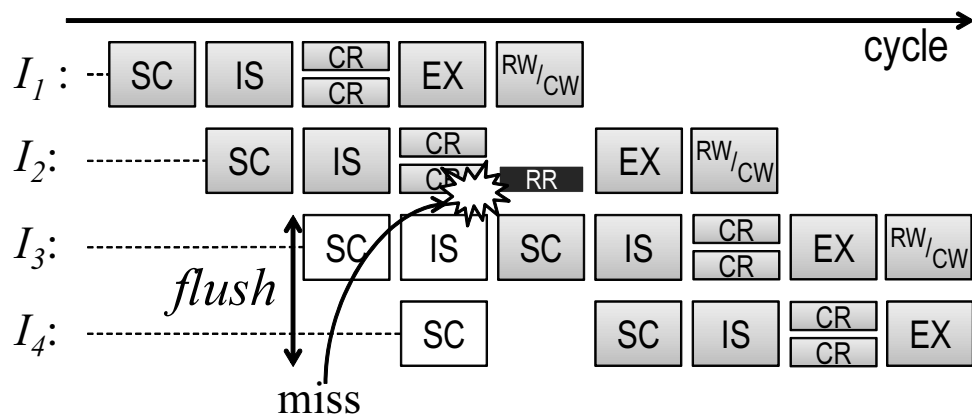 cycle
I1 : SC IS CR CR EX RW/CW
I2: SC IS CR CR RR EX RW/CW
I3: SC IS SC IS CR CR EX RW/CW
flush
I4: SC SC IS CR CR EX
miss